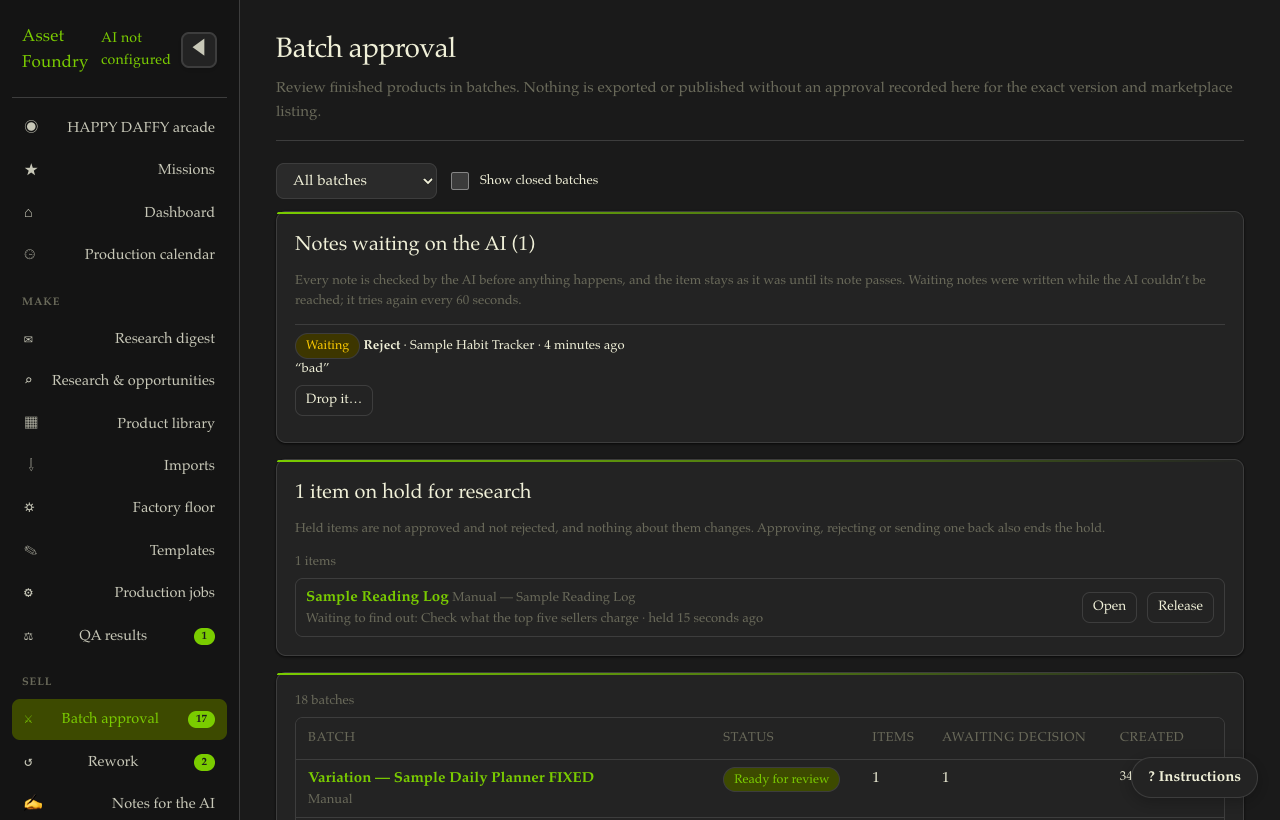 Asset Foundry
AI not configured
HAPPY DAFFY arcade
Missions
Dashboard
Production calendar
MAKE
Research digest
Research & opportunities
Product library
Imports
Factory floor
Templates
Production jobs
QA results 1
SELL
Batch approval 17
Rework 2
Notes for the AI
Batch approval
Review finished products in batches. Nothing is exported or published without an approval recorded here for the exact version and marketplace
listing.
All batches
Show closed batches
Notes waiting on the AI (1)
Every note is checked by the AI before anything happens, and the item stays as it was until its note passes. Waiting notes were written while the AI couldn’t be
reached; it tries again every 60 seconds.
Waiting Reject · Sample Habit Tracker · 4 minutes ago
“bad”
Drop it…
1 item on hold for research
Held items are not approved and not rejected, and nothing about them changes. Approving, rejecting or sending one back also ends the hold.
1 items
Sample Reading Log Manual — Sample Reading Log
Waiting to find out: Check what the top five sellers charge · held 15 seconds ago
Open
Release
18 batches
BATCH STATUS ITEMS AWAITING DECISION CREATED
Variation — Sample Daily Planner FIXED Ready for review 1 1 34
Manual
? Instructions